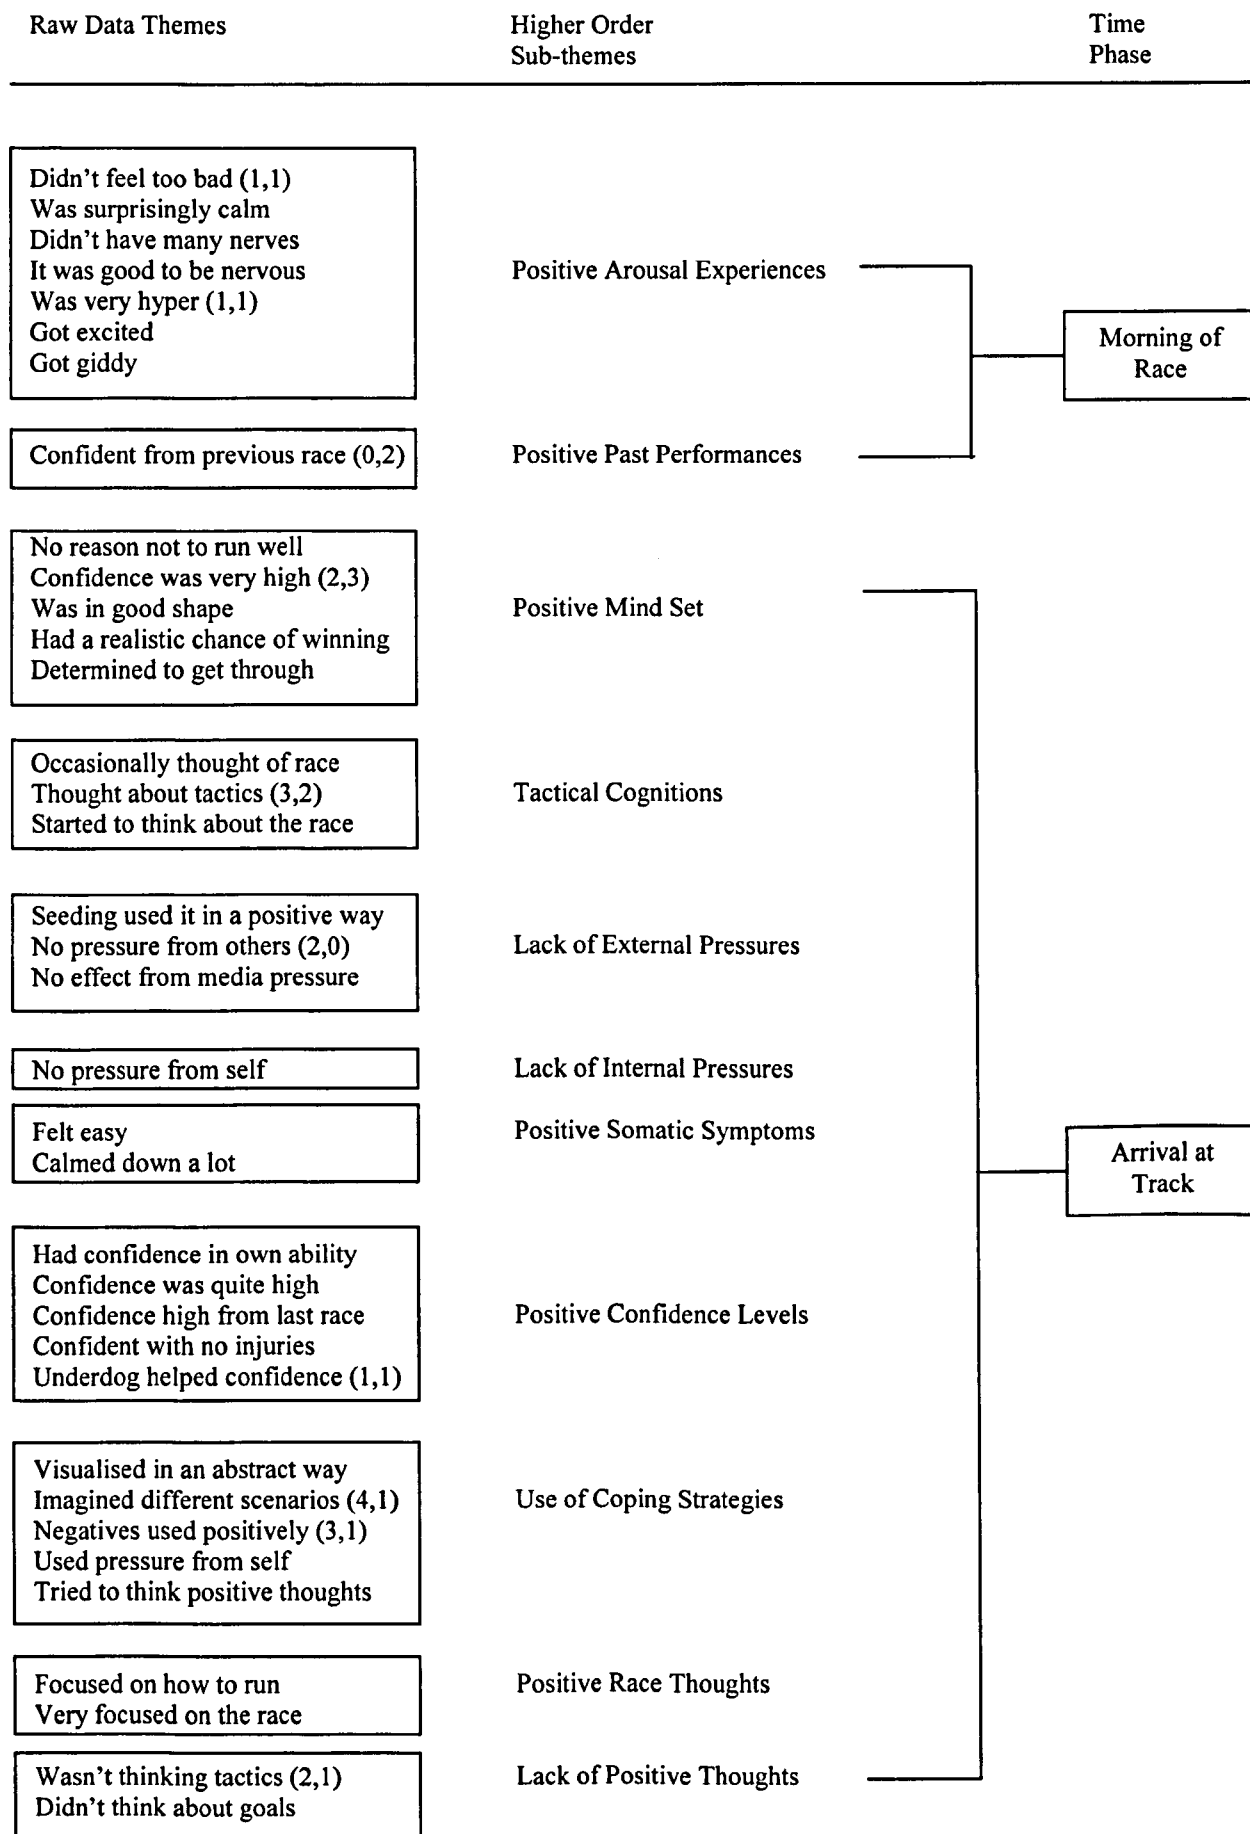 Raw Data Themes
Higher Order
Sub-themes
Time
Phase
Didn't feel too bad (1,1)
Was surprisingly calm
Didn't have many nerves
It was good to be nervous
Was very hyper (1,1)
Got excited
Got giddy
Positive Arousal Experiences
Morning of
Race
Confident from previous race (0,2)
Positive Past Performances
No reason not to run well
Confidence was very high (2,3)
Was in good shape
Had a realistic chance of winning
Determined to get through
Positive Mind Set
Occasionally thought of race
Thought about tactics (3,2)
Started to think about the race
Tactical Cognitions
Seeding used it in a positive way
No pressure from others (2,0)
No effect from media pressure
Lack of External Pressures
No pressure from self
Lack of Internal Pressures
Felt easy
Calmed down a lot
Positive Somatic Symptoms
Arrival at
Track
Had confidence in own ability
Confidence was quite high
Confidence high from last race
Confident with no injuries
Underdog helped confidence (1,1)
Positive Confidence Levels
Visualised in an abstract way
Imagined different scenarios (4,1)
Negatives used positively (3,1)
Used pressure from self
Tried to think positive thoughts
Use of Coping Strategies
Focused on how to run
Very focused on the race
Positive Race Thoughts
Wasn't thinking tactics (2,1)
Didn't think about goals
Lack of Positive Thoughts